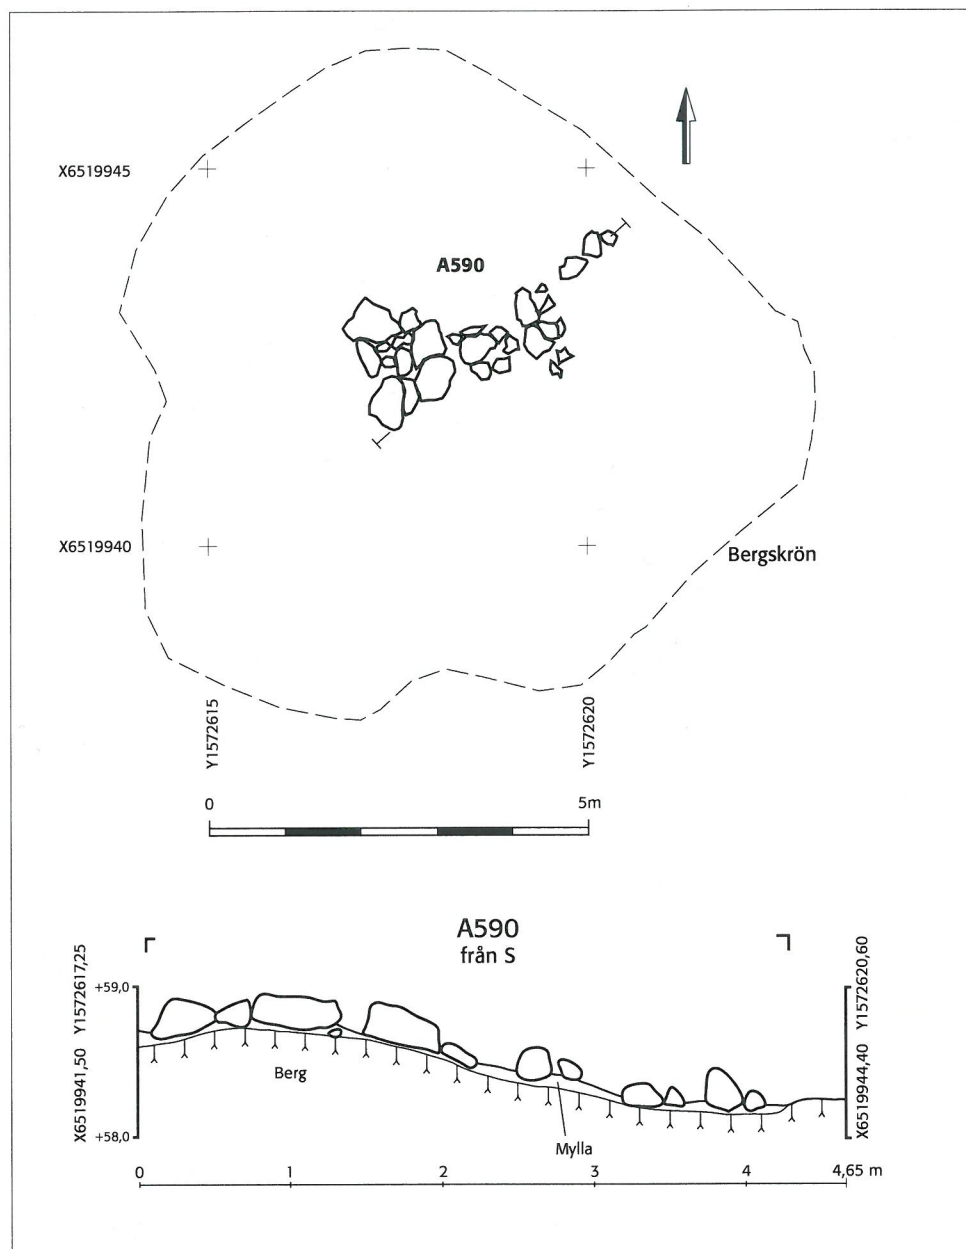 X6519945
A590
X6519940
Bergskrön
Y1572615
Y1572620
0 5m
A590
från S
X6519941,50 Y1572617,25
+59,0
+58,0
Berg
Mylla
X6519944,40 Y1572620,60
0 1 2 3 4 4,65 m